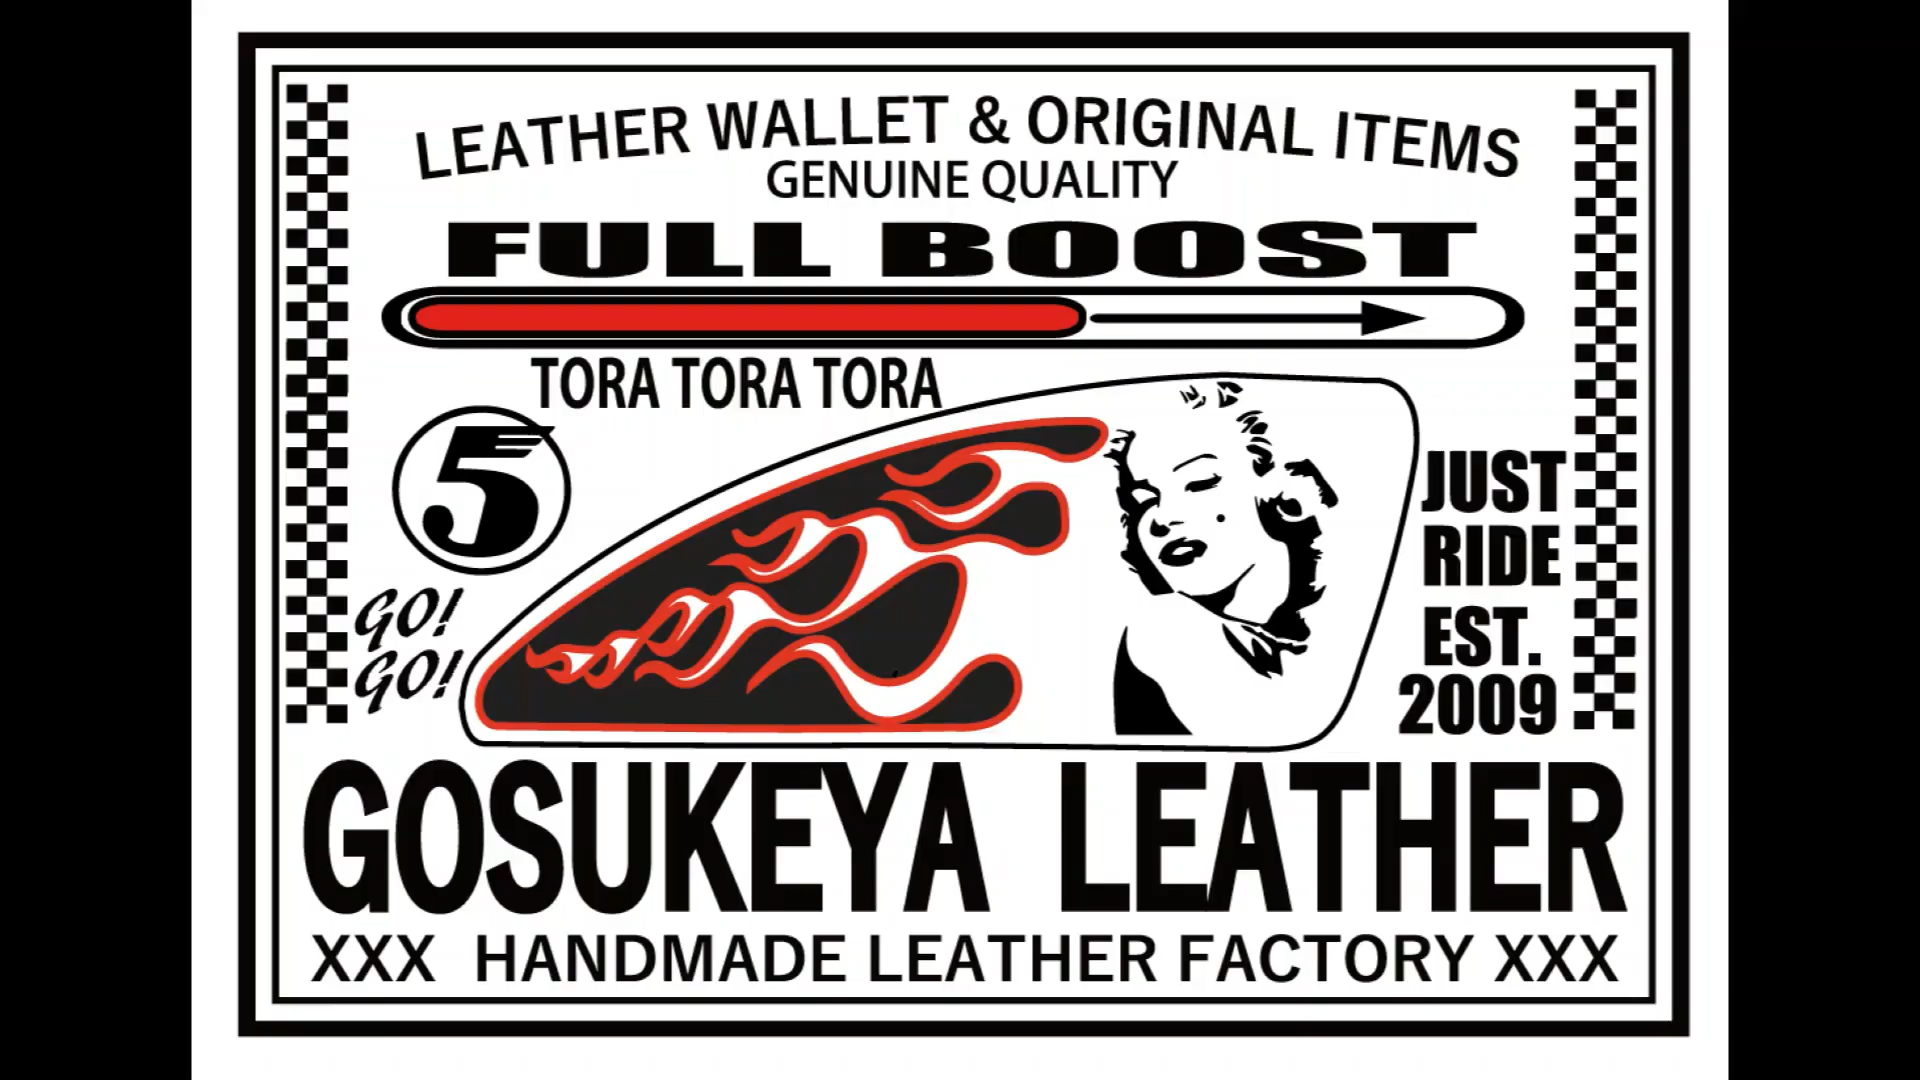 LEATHER WALLET & ORIGINAL ITEMS
GENUINE QUALITY
FULL BOOST
TORA TORA TORA
5
GO!
GO!
JUST
RIDE
EST.
2009
GOSUKEYA LEATHER
XXX HANDMADE LEATHER FACTORY XXX